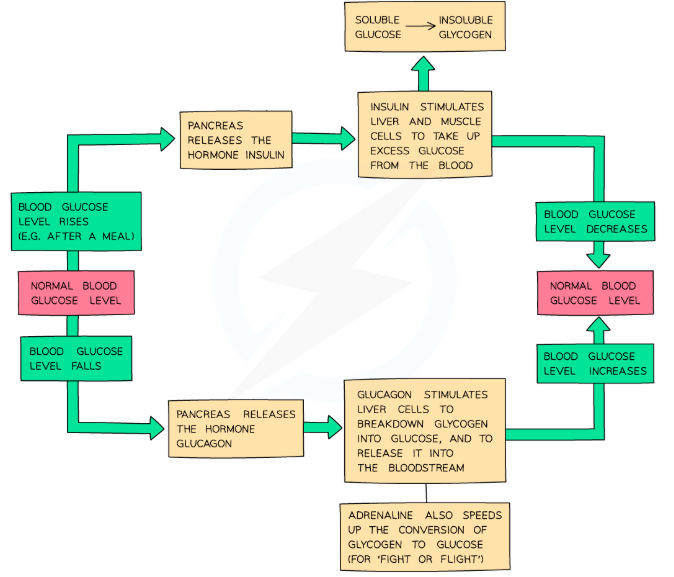 SOLUBLE GLUCOSE → INSOLUBLE GLYCOGEN
PANCREAS
RELEASES THE
HORMONE INSULIN
INSULIN STIMULATES
LIVER AND MUSCLE
CELLS TO TAKE UP
EXCESS GLUCOSE
FROM THE BLOOD
BLOOD GLUCOSE
LEVEL RISES
(E.G. AFTER A MEAL)
BLOOD GLUCOSE
LEVEL DECREASES
NORMAL BLOOD
GLUCOSE LEVEL
NORMAL BLOOD
GLUCOSE LEVEL
BLOOD GLUCOSE
LEVEL FALLS
BLOOD GLUCOSE
LEVEL INCREASES
PANCREAS RELEASES
THE HORMONE
GLUCAGON
GLUCAGON STIMULATES
LIVER CELLS TO
BREAKDOWN GLYCOGEN
INTO GLUCOSE, AND TO
RELEASE IT INTO
THE BLOODSTREAM
ADRENALINE ALSO SPEEDS
UP THE CONVERSION OF
GLYCOGEN TO GLUCOSE
(FOR 'FIGHT OR FLIGHT')